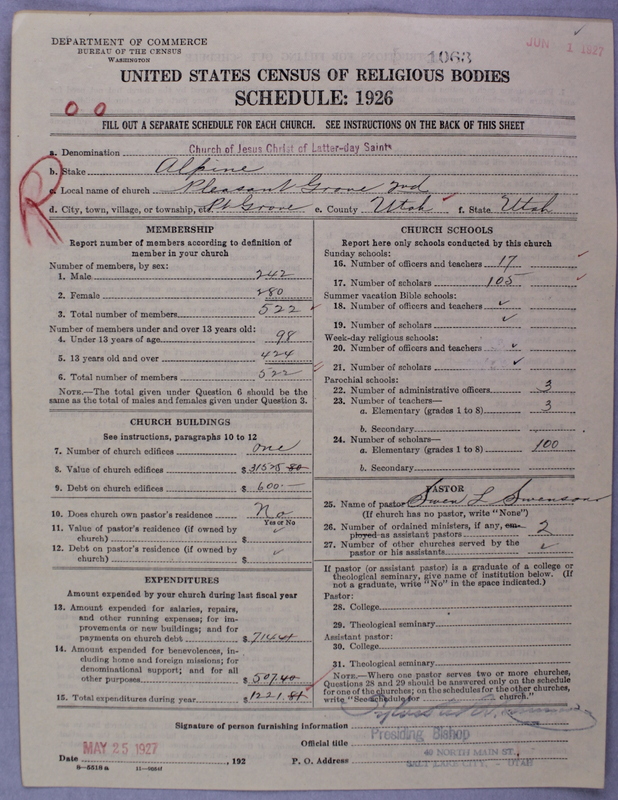 DEPARTMENT OF COMMERCE
BUREAU OF THE CENSUS
WASHINGTON
1063
JUN 1 1927
UNITED STATES CENSUS OF RELIGIOUS BODIES
SCHEDULE: 1926
0 0
FILL OUT A SEPARATE SCHEDULE FOR EACH CHURCH. SEE INSTRUCTIONS ON THE BACK OF THIS SHEET
R
a. Denomination Church of Jesus Christ of Latter-day Saints
b. Stake Alpine
c. Local name of church Pleasant Grove 2nd
d. City, town, village, or township, etc. Pl Grove e. County Utah f. State Utah
MEMBERSHIP
Report number of members according to definition of
member in your church
Number of members, by sex:
1. Male 242
2. Female 280
3. Total number of members 522
Number of members under and over 13 years old:
4. Under 13 years of age 98
5. 13 years old and over 424
6. Total number of members 522
NOTE.—The total given under Question 6 should be
same as the total of males and females given under Question 3.
CHURCH BUILDINGS
See instructions, paragraphs 10 to 12
7. Number of church edifices one
8. Value of church edifices $ 31575 80
9. Debt on church edifices $ 600.—
10. Does church own pastor's residence? No
Yes or No
11. Value of pastor's residence (if owned by
church) $
12. Debt on pastor's residence (if owned by
church) $
EXPENDITURES
Amount expended by your church during last fiscal year
13. Amount expended for salaries, repairs,
and other running expenses; for im-
provements or new buildings; and for
payments on church debt $ 714.41
14. Amount expended for benevolences, in-
cluding home and foreign missions; for
denominational support; and for all
other purposes $ 507.40
15. Total expenditures during year $ 1221.81
CHURCH SCHOOLS
Report here only schools conducted by this church
Sunday schools:
16. Number of officers and teachers 17
17. Number of scholars 105
Summer vacation Bible schools:
18. Number of officers and teachers
19. Number of scholars
Week-day religious schools:
20. Number of officers and teachers
21. Number of scholars
Parochial schools:
22. Number of administrative officers 3
23. Number of teachers—
a. Elementary (grades 1 to 8) 3
b. Secondary
24. Number of scholars—
a. Elementary (grades 1 to 8) 100
b. Secondary
PASTOR
25. Name of pastor Swen L Swenson
(If church has no pastor, write "None")
26. Number of ordained ministers, if any, em-
ployed as assistant pastors 2
27. Number of other churches served by the
pastor or his assistants
If pastor (or assistant pastor) is a graduate of a college or
theological seminary, give name of institution below. (If
not a graduate, write "No" in the space indicated.)
Pastor:
28. College
29. Theological seminary
Assistant pastor:
30. College
31. Theological seminary
NOTE.—Where one pastor serves two or more churches,
Questions 28 and 29 should be answered only on the schedule
for one of the churches; on the schedules for the other churches,
write "See schedule for church."
Signature of person furnishing information
Official title Presiding Bishop
MAY 25 1927
Date , 192 P. O. Address 40 NORTH MAIN ST.,
SALT LAKE CITY, - UTAH
8—5518 a